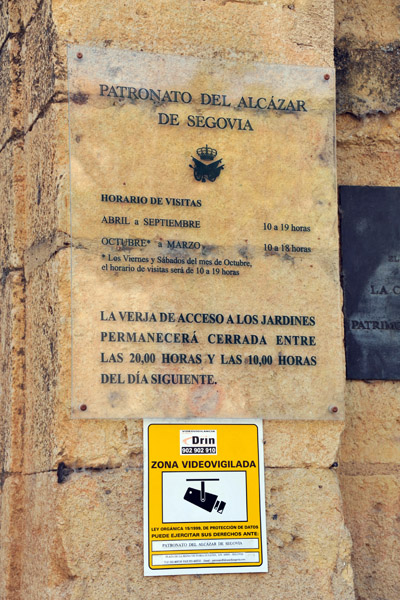 PATRONATO DEL ALCÁZAR
DE SEGOVIA
HORARIO DE VISITAS
ABRIL a SEPTIEMBRE 10 a 19 horas
OCTUBRE* a MARZO 10 a 18 horas
* Los Viernes y Sábados del mes de Octubre,
el horario de visitas será de 10 a 19 horas
LA VERJA DE ACCESO A LOS JARDINES
PERMANECERÁ CERRADA ENTRE
LAS 20,00 HORAS Y LAS 10,00 HORAS
DEL DÍA SIGUIENTE.
EL
LA C
PATRIM
Drin
902 902 910
ZONA VIDEOVIGILADA
LEY ORGÁNICA 15/1999, DE PROTECCIÓN DE DATOS
PUEDE EJERCITAR SUS DERECHOS ANTE:
PATRONATO DEL ALCAZAR DE SEGOVIA